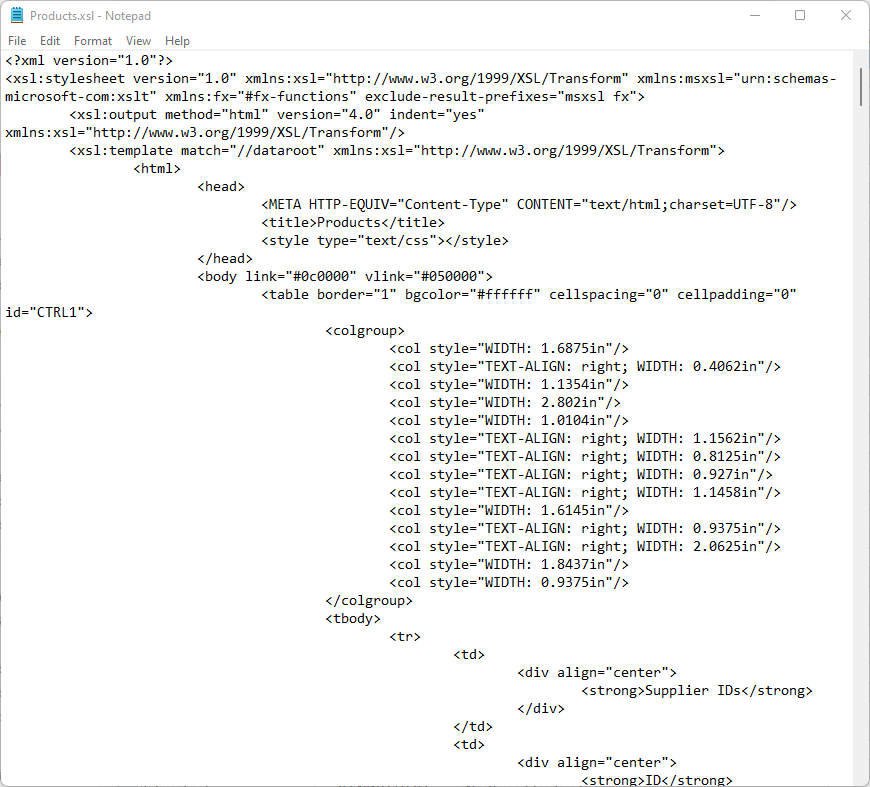 Products.xsl - Notepad
File Edit Format View Help
<?xml version="1.0"?>
<xsl:stylesheet version="1.0" xmlns:xsl="http://www.w3.org/1999/XSL/Transform" xmlns:msxsl="urn:schemas-
microsoft-com:xslt" xmlns:fx="#fx-functions" exclude-result-prefixes="msxsl fx">
<xsl:output method="html" version="4.0" indent="yes"
xmlns:xsl="http://www.w3.org/1999/XSL/Transform"/>
<xsl:template match="//dataroot" xmlns:xsl="http://www.w3.org/1999/XSL/Transform">
<html>
<head>
<META HTTP-EQUIV="Content-Type" CONTENT="text/html;charset=UTF-8"/>
<title>Products</title>
<style type="text/css"></style>
</head>
<body link="#0c0000" vlink="#050000">
<table border="1" bgcolor="#ffffff" cellspacing="0" cellpadding="0"
id="CTRL1">
<colgroup>
<col style="WIDTH: 1.6875in"/>
<col style="TEXT-ALIGN: right; WIDTH: 0.4062in"/>
<col style="WIDTH: 1.1354in"/>
<col style="WIDTH: 2.802in"/>
<col style="WIDTH: 1.0104in"/>
<col style="TEXT-ALIGN: right; WIDTH: 1.1562in"/>
<col style="TEXT-ALIGN: right; WIDTH: 0.8125in"/>
<col style="TEXT-ALIGN: right; WIDTH: 0.927in"/>
<col style="TEXT-ALIGN: right; WIDTH: 1.1458in"/>
<col style="WIDTH: 1.6145in"/>
<col style="TEXT-ALIGN: right; WIDTH: 0.9375in"/>
<col style="TEXT-ALIGN: right; WIDTH: 2.0625in"/>
<col style="WIDTH: 1.8437in"/>
<col style="WIDTH: 0.9375in"/>
</colgroup>
<tbody>
<tr>
<td>
<div align="center">
<strong>Supplier IDs</strong>
</div>
</td>
<td>
<div align="center">
<strong>ID</strong>